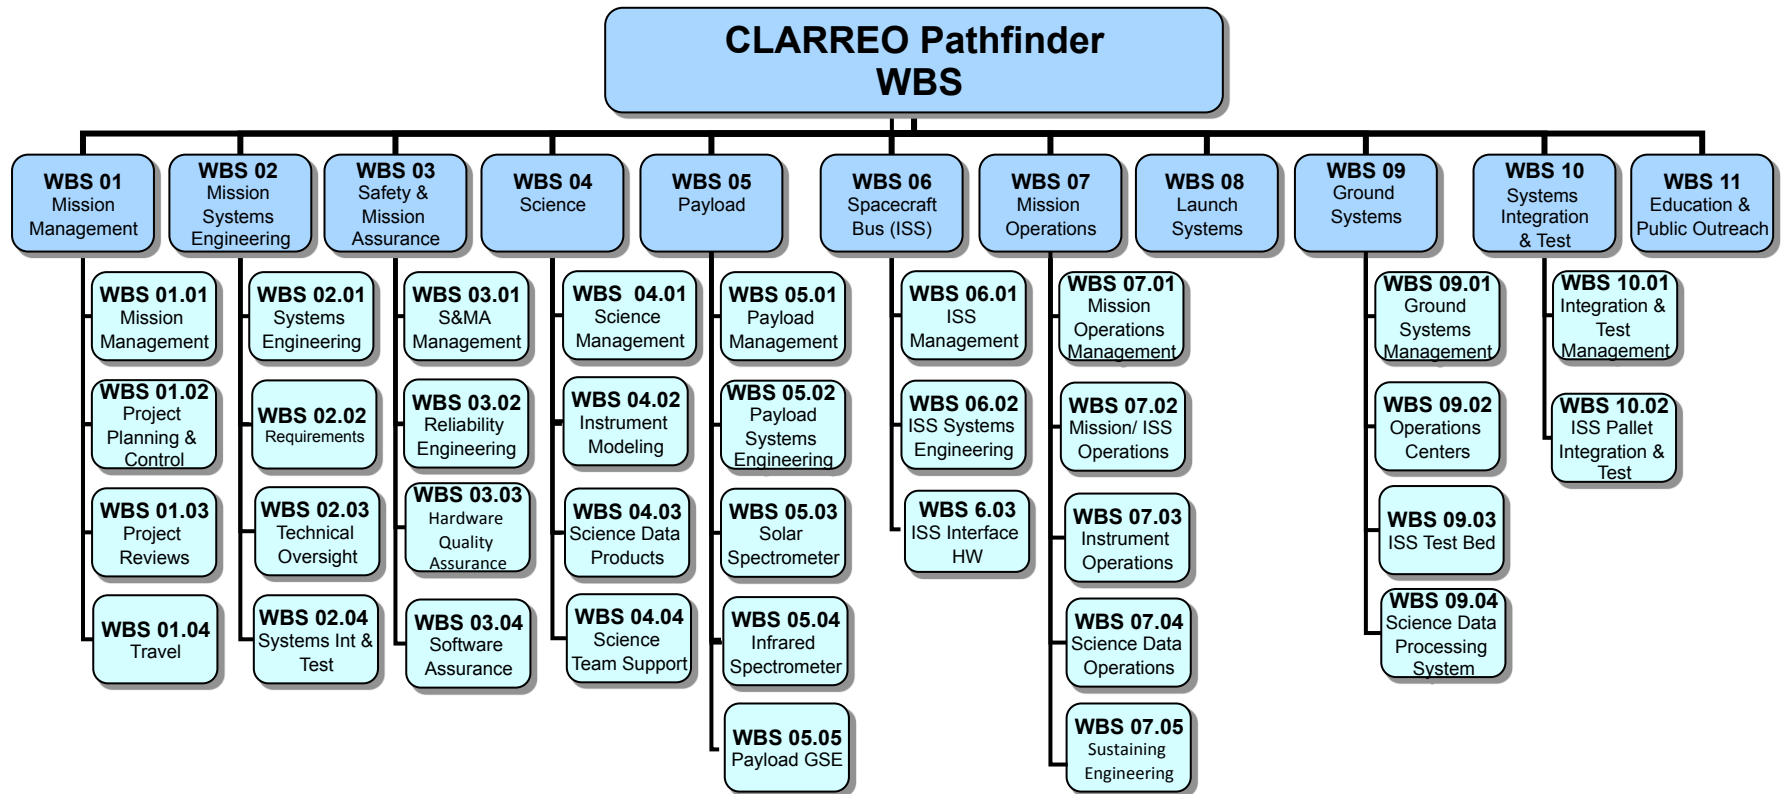 CLARREO Pathfinder
WBS
WBS 01
Mission
Management
WBS 02
Mission
Systems
Engineering
WBS 03
Safety &
Mission
Assurance
WBS 04
Science
WBS 05
Payload
WBS 06
Spacecraft
Bus (ISS)
WBS 07
Mission
Operations
WBS 08
Launch
Systems
WBS 09
Ground
Systems
WBS 10
Systems
Integration
& Test
WBS 11
Education &
Public Outreach
WBS 01.01
Mission
Management
WBS 01.02
Project
Planning &
Control
WBS 01.03
Project
Reviews
WBS 01.04
Travel
WBS 02.01
Systems
Engineering
WBS 02.02
Requirements
WBS 02.03
Technical
Oversight
WBS 02.04
Systems Int &
Test
WBS 03.01
S&MA
Management
WBS 03.02
Reliability
Engineering
WBS 03.03
Hardware
Quality
Assurance
WBS 03.04
Software
Assurance
WBS 04.01
Science
Management
WBS 04.02
Instrument
Modeling
WBS 04.03
Science Data
Products
WBS 04.04
Science
Team Support
WBS 05.01
Payload
Management
WBS 05.02
Payload
Systems
Engineering
WBS 05.03
Solar
Spectrometer
WBS 05.04
Infrared
Spectrometer
WBS 05.05
Payload GSE
WBS 06.01
ISS
Management
WBS 06.02
ISS Systems
Engineering
WBS 6.03
ISS Interface
HW
WBS 07.01
Mission
Operations
Management
WBS 07.02
Mission/ ISS
Operations
WBS 07.03
Instrument
Operations
WBS 07.04
Science Data
Operations
WBS 07.05
Sustaining
Engineering
WBS 09.01
Ground
Systems
Management
WBS 09.02
Operations
Centers
WBS 09.03
ISS Test Bed
WBS 09.04
Science Data
Processing
System
WBS 10.01
Integration &
Test
Management
WBS 10.02
ISS Pallet
Integration &
Test